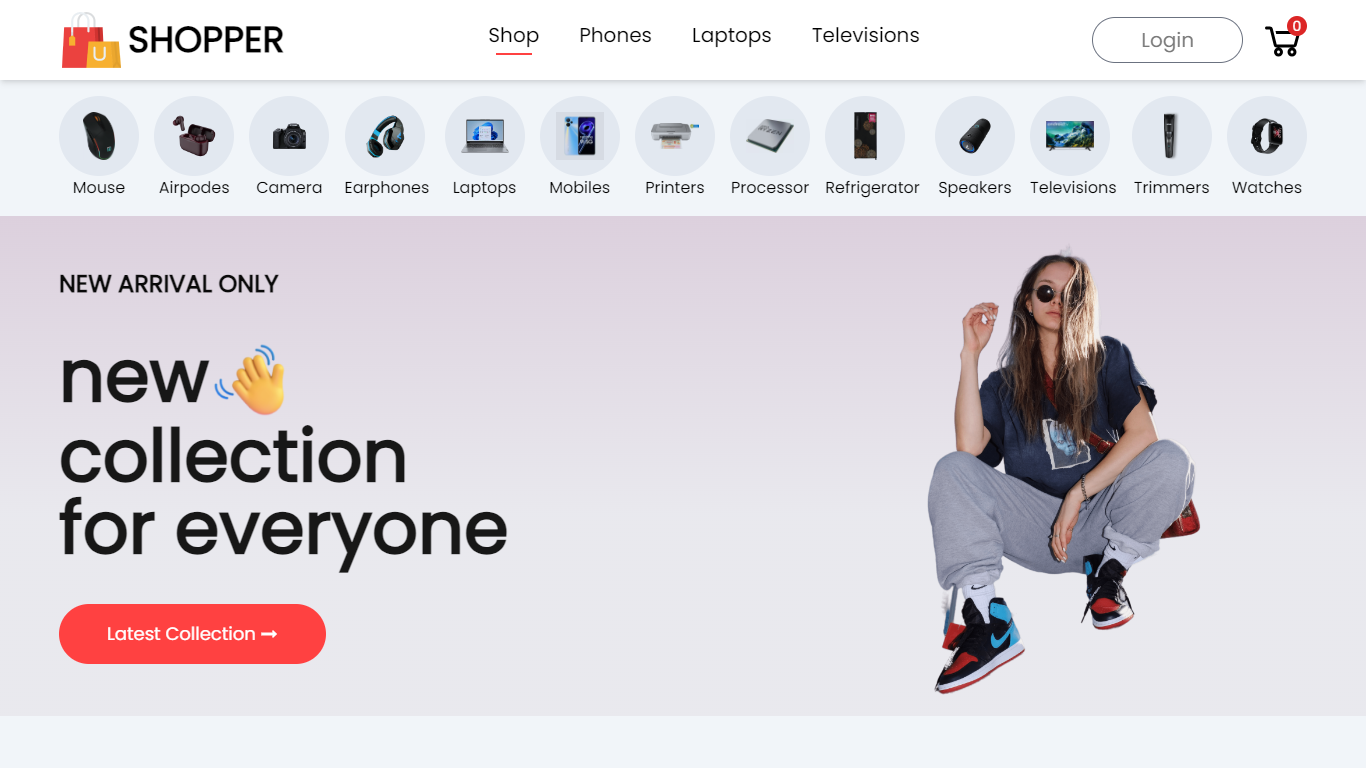 U
SHOPPER
Shop
Phones
Laptops
Televisions
Login
0
Mouse
Airpodes
Camera
Earphones
Laptops
Mobiles
Printers
Processor
Refrigerator
Speakers
Televisions
Trimmers
Watches
NEW ARRIVAL ONLY
new
collection
for everyone
Latest Collection